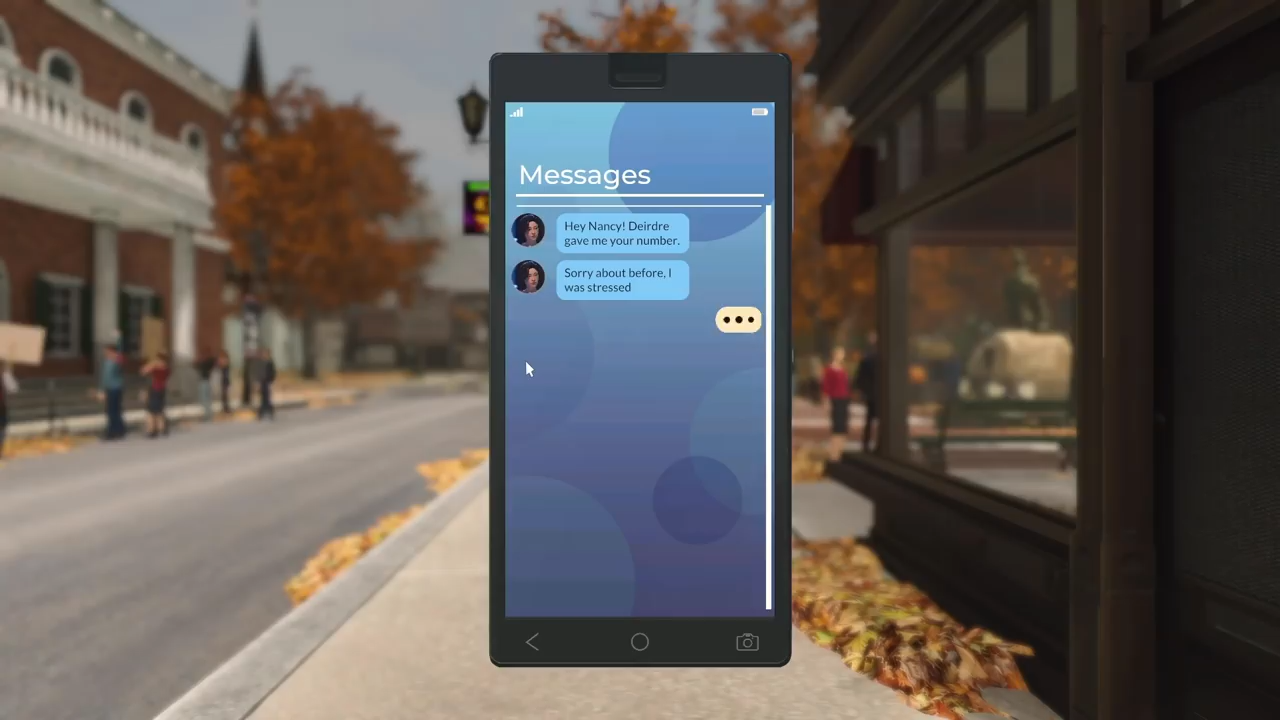 Messages
Hey Nancy! Deirdre
gave me your number.
Sorry about before, I
was stressed